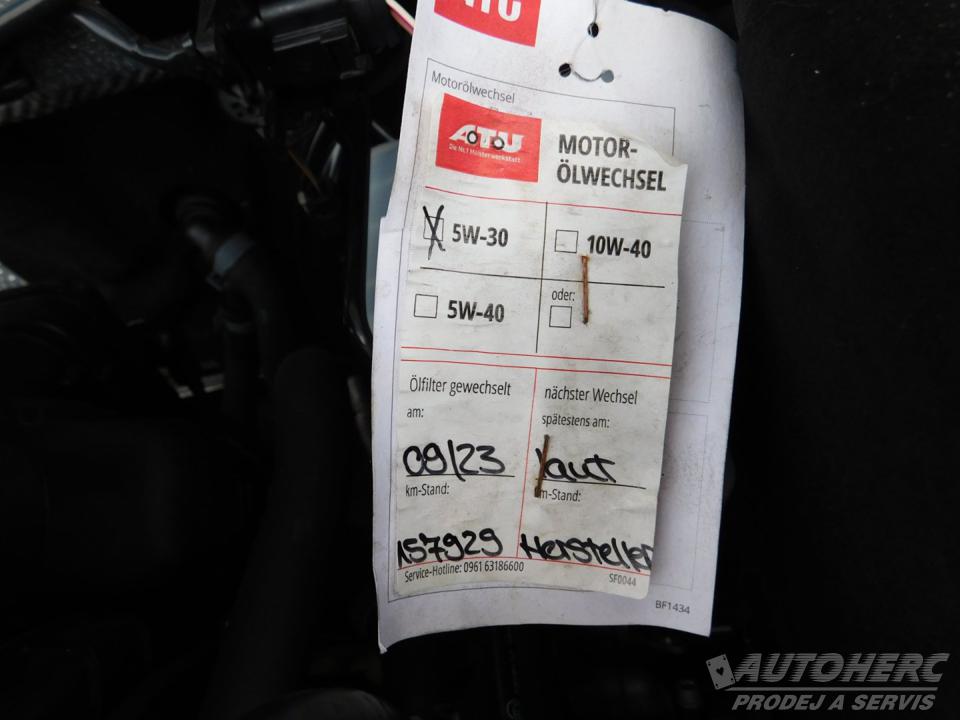 Motorölwechsel
ATU
Die Nr.1 Meisterwerkstatt
MOTOR-
ÖLWECHSEL
5W-30
10W-40
5W-40
oder:
Ölfilter gewechselt
am:
09/23
km-Stand:
157929
nächster Wechsel
spätestens am:
laut
km-Stand:
Hersteller
Service-Hotline: 0961 63186600
SF0044
BF1434
AUTOHERC
PRODEJ A SERVIS